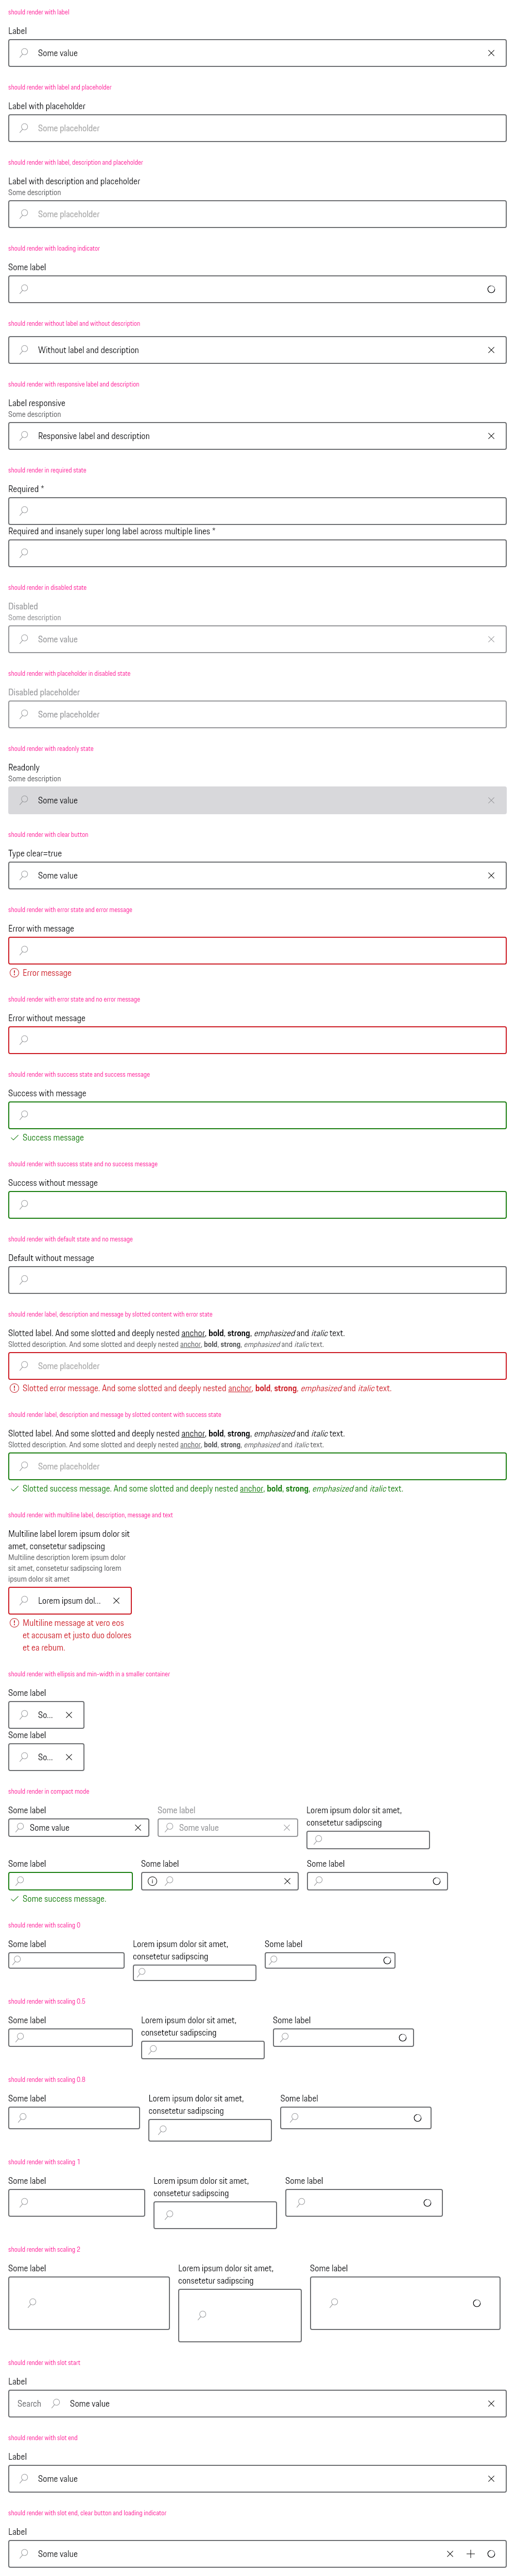 should render with label
Label
Some value
should render with label and placeholder
Label with placeholder
Some placeholder
should render with label, description and placeholder
Label with description and placeholder
Some description
Some placeholder
should render with loading indicator
Some label
should render without label and without description
Without label and description
should render with responsive label and description
Label responsive
Some description
Responsive label and description
should render in required state
Required *
Required and insanely super long label across multiple lines *
should render in disabled state
Disabled
Some description
Some value
should render with placeholder in disabled state
Disabled placeholder
Some placeholder
should render with readonly state
Readonly
Some description
Some value
should render with clear button
Type clear=true
Some value
should render with error state and error message
Error with message
Error message
should render with error state and no error message
Error without message
should render with success state and success message
Success with message
Success message
should render with success state and no success message
Success without message
should render with default state and no message
Default without message
should render label, description and message by slotted content with error state
Slotted label. And some slotted and deeply nested anchor, bold, strong, emphasized and italic text.
Slotted description. And some slotted and deeply nested anchor, bold, strong, emphasized and italic text.
Some placeholder
Slotted error message. And some slotted and deeply nested anchor, bold, strong, emphasized and italic text.
should render label, description and message by slotted content with success state
Slotted label. And some slotted and deeply nested anchor, bold, strong, emphasized and italic text.
Slotted description. And some slotted and deeply nested anchor, bold, strong, emphasized and italic text.
Some placeholder
Slotted success message. And some slotted and deeply nested anchor, bold, strong, emphasized and italic text.
should render with multiline label, description, message and text
Multiline label lorem ipsum dolor sit
amet, consetetur sadipscing
Multiline description lorem ipsum dolor
sit amet, consetetur sadipscing lorem
ipsum dolor sit amet
Lorem ipsum dol...
Multiline message at vero eos
et accusam et justo duo dolores
et ea rebum.
should render with ellipsis and min-width in a smaller container
Some label
So...
Some label
So...
should render in compact mode
Some label
Some value
Some label
Some value
Lorem ipsum dolor sit amet,
consetetur sadipscing
Some label
Some success message.
Some label
Some label
should render with scaling 0
Some label
Lorem ipsum dolor sit amet,
consetetur sadipscing
Some label
should render with scaling 0.5
Some label
Lorem ipsum dolor sit amet,
consetetur sadipscing
Some label
should render with scaling 0.8
Some label
Lorem ipsum dolor sit amet,
consetetur sadipscing
Some label
should render with scaling 1
Some label
Lorem ipsum dolor sit amet,
consetetur sadipscing
Some label
should render with scaling 2
Some label
Lorem ipsum dolor sit amet,
consetetur sadipscing
Some label
should render with slot start
Label
Search
Some value
should render with slot end
Label
Some value
should render with slot end, clear button and loading indicator
Label
Some value